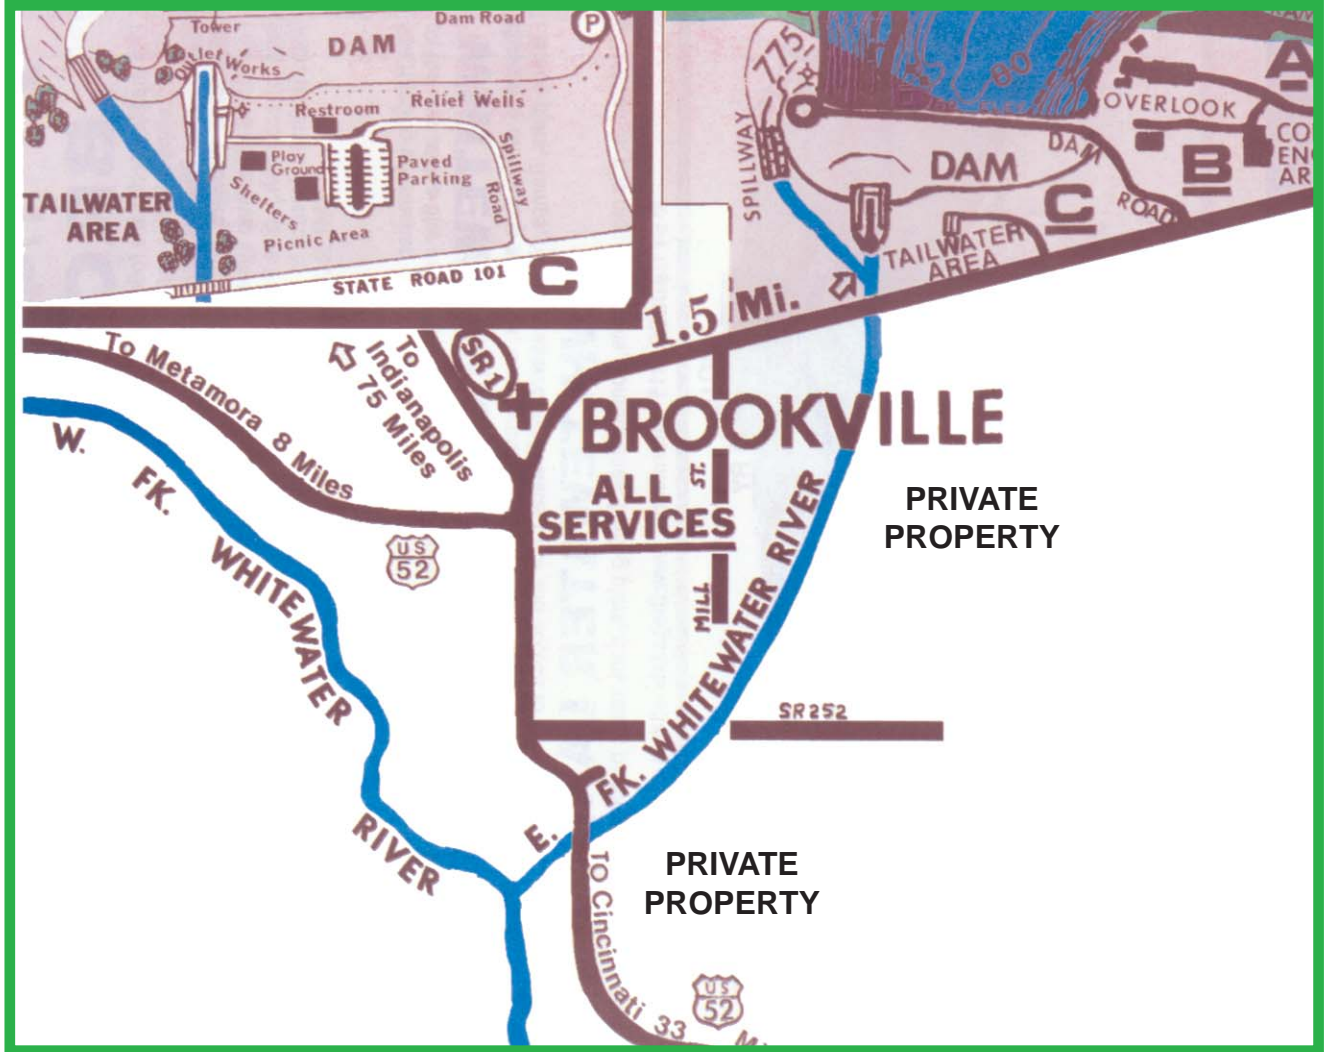 Tower
Dam Road
P
DAM
Outlet Works
Restroom
Relief Wells
Play
Ground
Paved
Parking
Spillway
Road
Shelters
TAILWATER
AREA
Picnic Area
STATE ROAD 101
C
775
80
A
OVERLOOK
SPILLWAY
DAM
DAM
ROAD
B
CO
ENG
AR
C
TAILWATER
AREA
1.5 Mi.
To Metamora 8 Miles
To
Indianapolis
75 Miles
SR1
BROOKVILLE
W. FK. WHITEWATER RIVER
ALL
SERVICES
MILL ST.
US
52
PRIVATE
PROPERTY
E. FK. WHITEWATER RIVER
SR252
PRIVATE
PROPERTY
TO Cincinnati 33
US
52